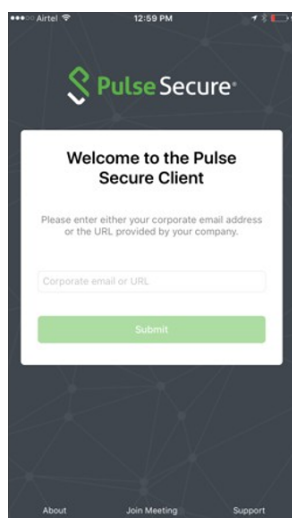 Airtel 12:59 PM
Pulse Secure®
Welcome to the Pulse
Secure Client
Please enter either your corporate email address
or the URL provided by your company.
Corporate email or URL
Submit
About Join Meeting Support